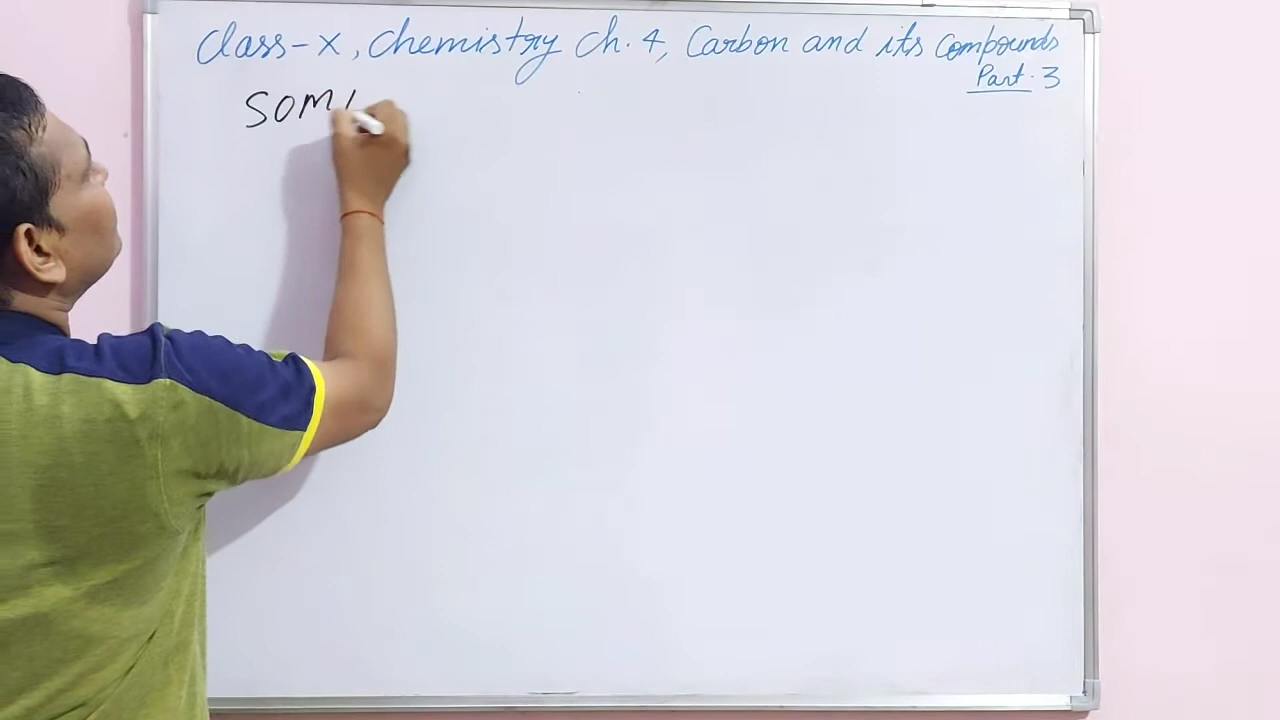 Class-X, Chemistry Ch. 4, Carbon and its Compounds
Part. 3
SOM